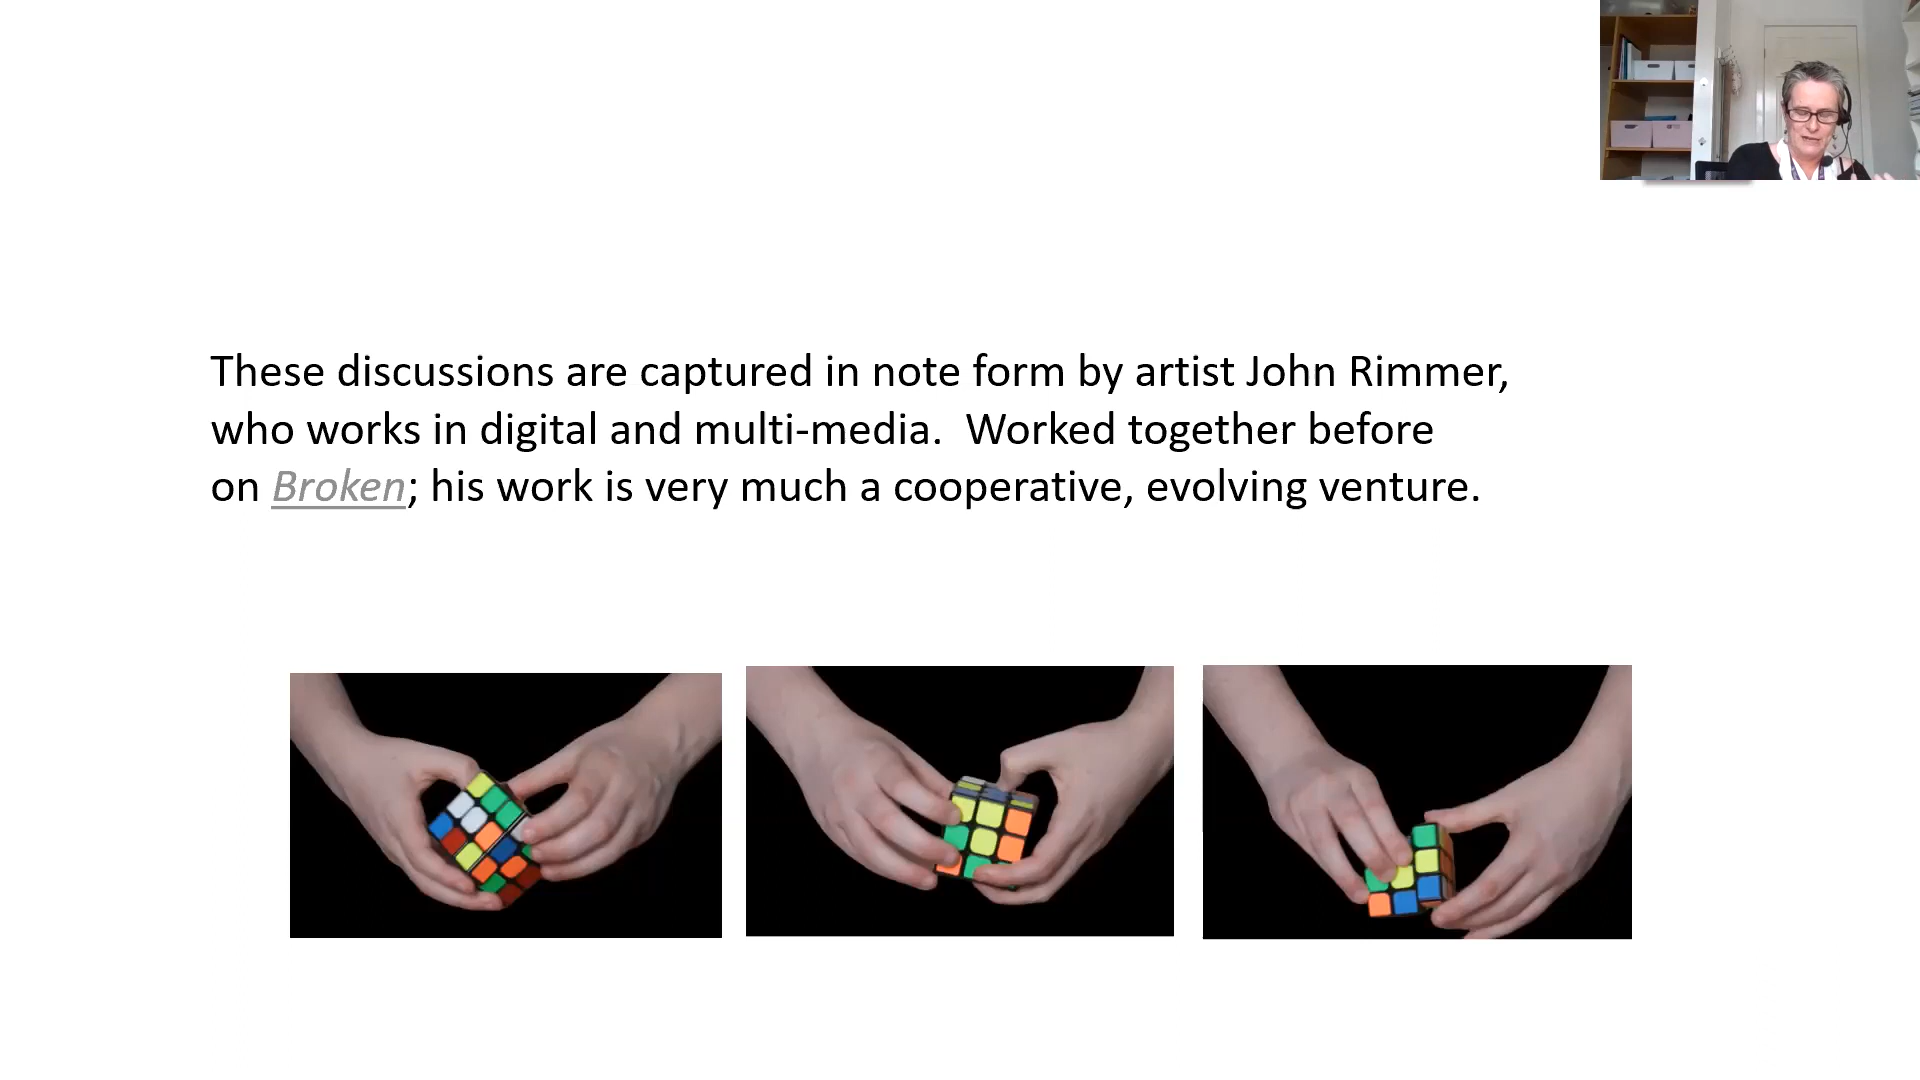 These discussions are captured in note form by artist John Rimmer,
who works in digital and multi-media.  Worked together before
on Broken; his work is very much a cooperative, evolving venture.